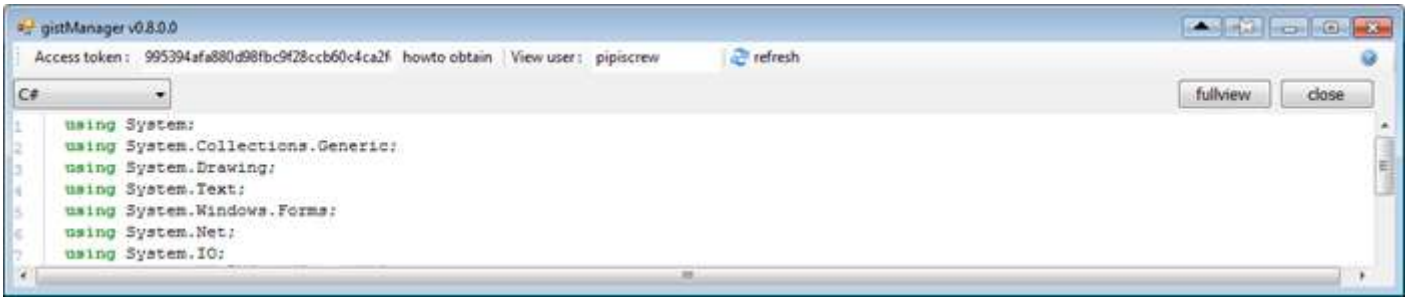 gistManager v0.8.0.0
Access token : 995394afa880d98fbc9f28ccb60c4ca2f howto obtain View user : pipiscrew refresh
C# fullview close
1 using System;
2 using System.Collections.Generic;
3 using System.Drawing;
4 using System.Text;
5 using System.Windows.Forms;
6 using System.Net;
7 using System.IO;